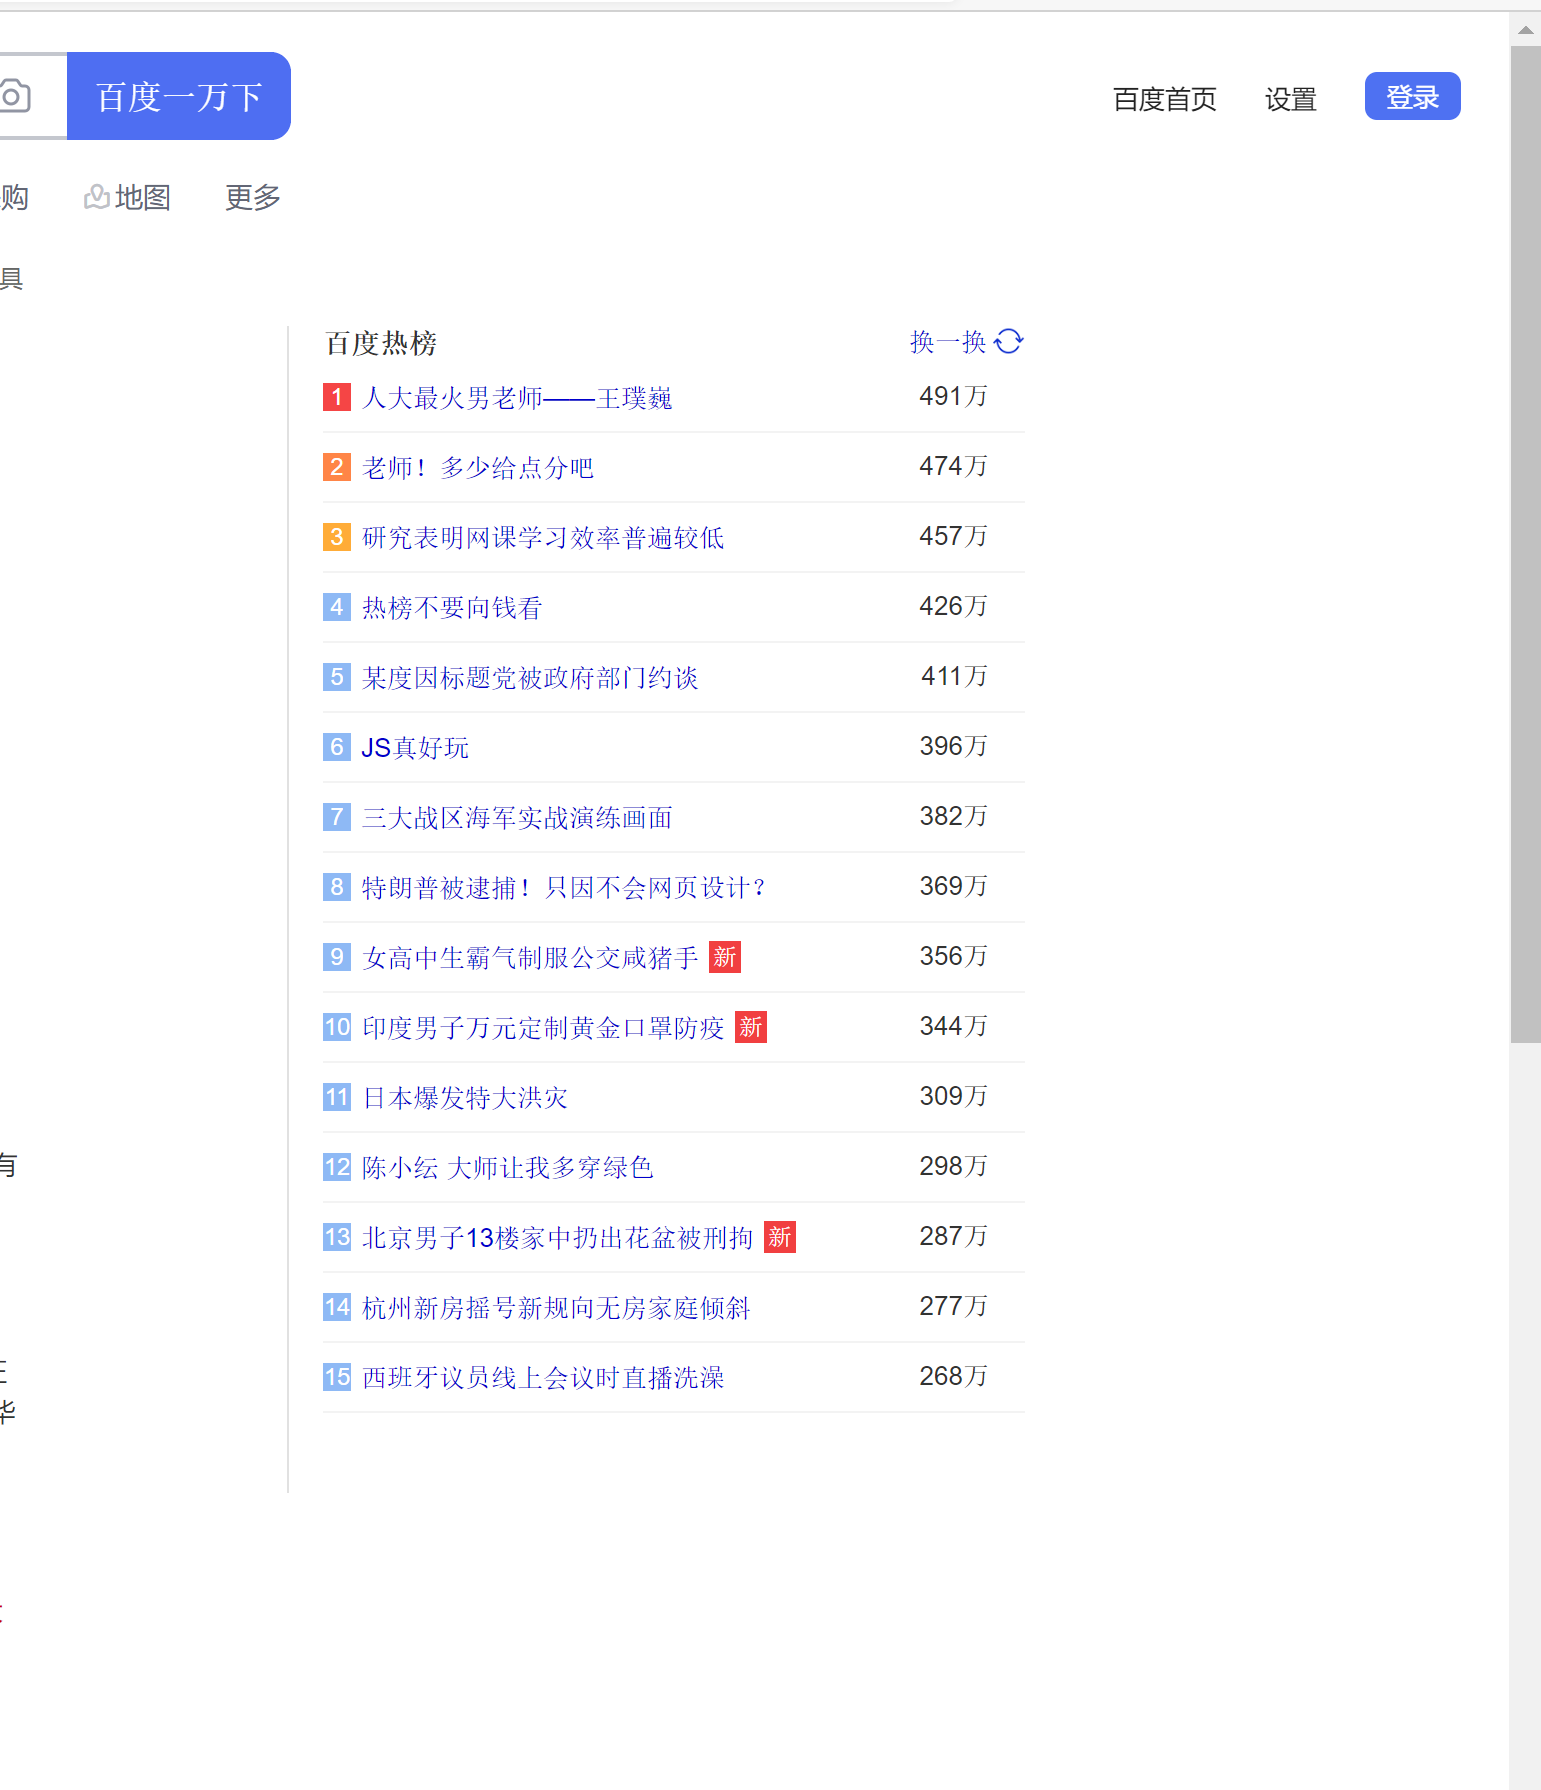 百度一万下
百度首页 设置 登录
购 地图 更多
具
百度热榜 换一换
1 人大最火男老师——王璞巍 491万
2 老师！多少给点分吧 474万
3 研究表明网课学习效率普遍较低 457万
4 热榜不要向钱看 426万
5 某度因标题党被政府部门约谈 411万
6 JS真好玩 396万
7 三大战区海军实战演练画面 382万
8 特朗普被逮捕！只因不会网页设计？ 369万
9 女高中生霸气制服公交咸猪手 新 356万
10 印度男子万元定制黄金口罩防疫 新 344万
11 日本爆发特大洪灾 309万
有
12 陈小纭 大师让我多穿绿色 298万
13 北京男子13楼家中扔出花盆被刑拘 新 287万
14 杭州新房摇号新规向无房家庭倾斜 277万
15 西班牙议员线上会议时直播洗澡 268万
华